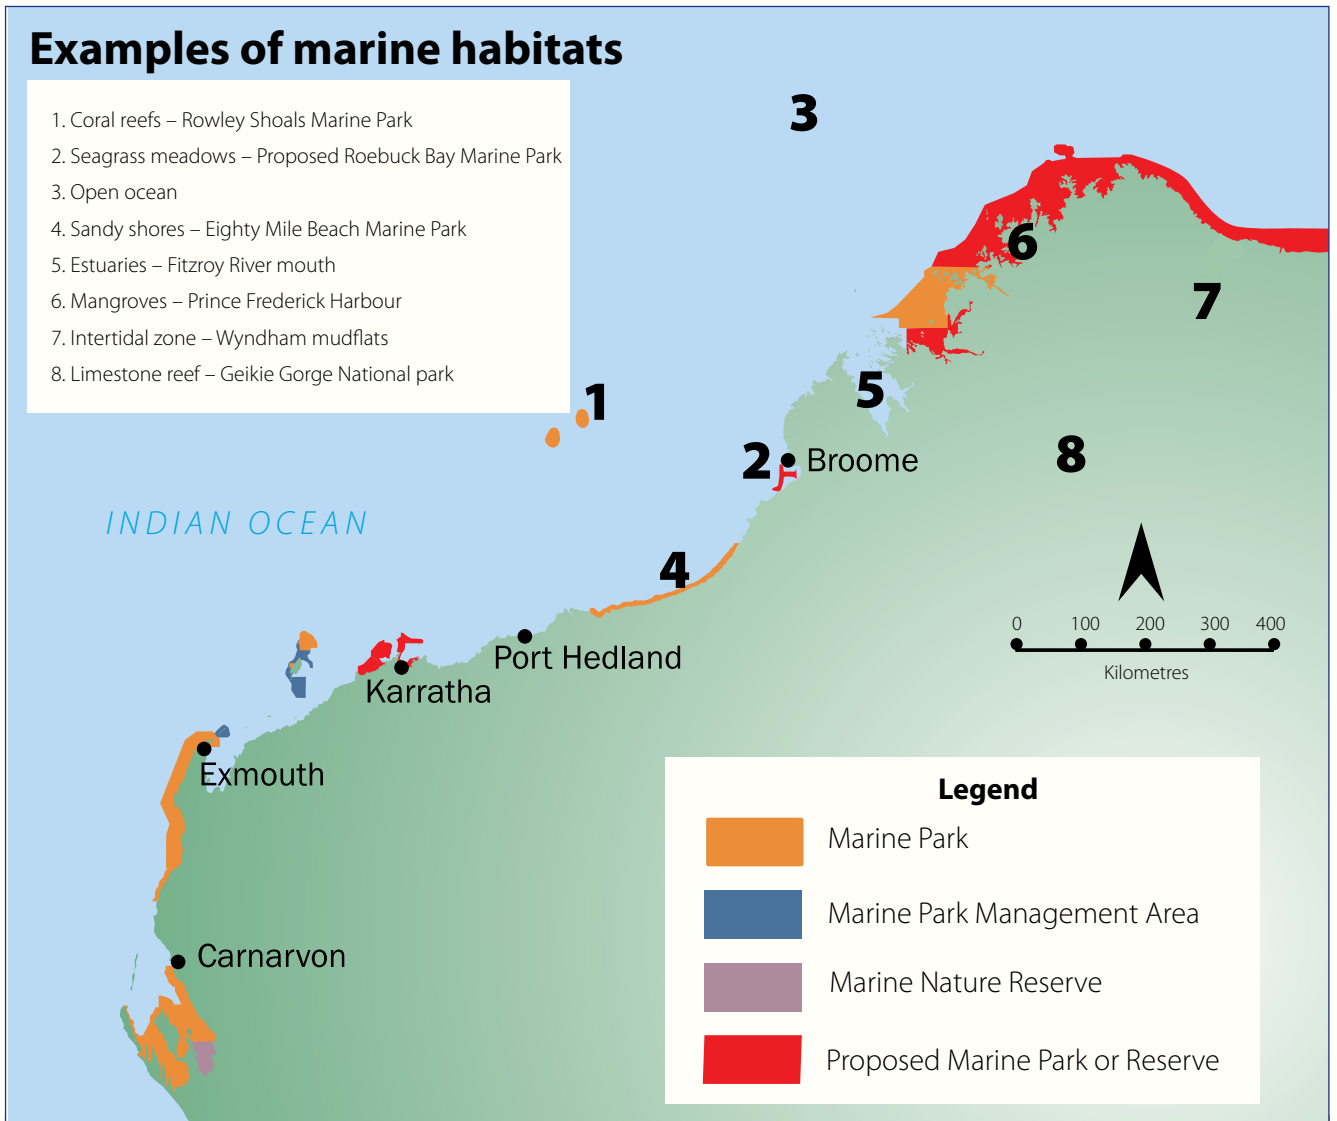 Examples of marine habitats
1. Coral reefs – Rowley Shoals Marine Park
2. Seagrass meadows – Proposed Roebuck Bay Marine Park
3. Open ocean
4. Sandy shores – Eighty Mile Beach Marine Park
5. Estuaries – Fitzroy River mouth
6. Mangroves – Prince Frederick Harbour
7. Intertidal zone – Wyndham mudflats
8. Limestone reef – Geikie Gorge National park
3
6
7
5
1
2
Broome
8
INDIAN OCEAN
4
0 100 200 300 400
Kilometres
Port Hedland
Karratha
Exmouth
Carnarvon
Legend
Marine Park
Marine Park Management Area
Marine Nature Reserve
Proposed Marine Park or Reserve